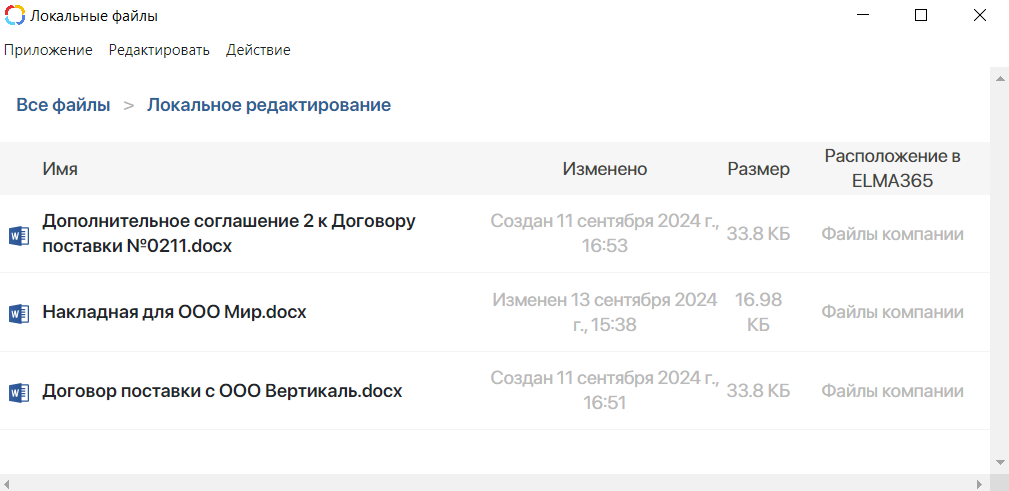 Локальные файлы
Приложение Редактировать Действие
Все файлы > Локальное редактирование
Имя Изменено Размер Расположение в
ELMA365
Дополнительное соглашение 2 к Договору
поставки №0211.docx
Создан 11 сентября 2024 г.,
16:53
33.8 КБ
Файлы компании
Накладная для ООО Мир.docx
Изменен 13 сентября 2024
г., 15:38
16.98
КБ
Файлы компании
Договор поставки с ООО Вертикаль.docx
Создан 11 сентября 2024 г.,
16:51
33.8 КБ
Файлы компании